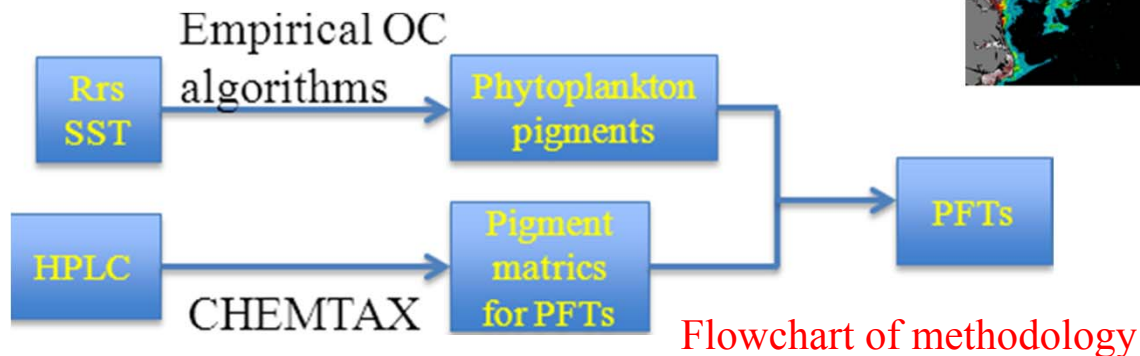 Empirical OC
algorithms
Rrs
SST
Phytoplankton
pigments
PFTs
HPLC
CHEMTAX
Pigment
matrics
for PFTs
Flowchart of methodology